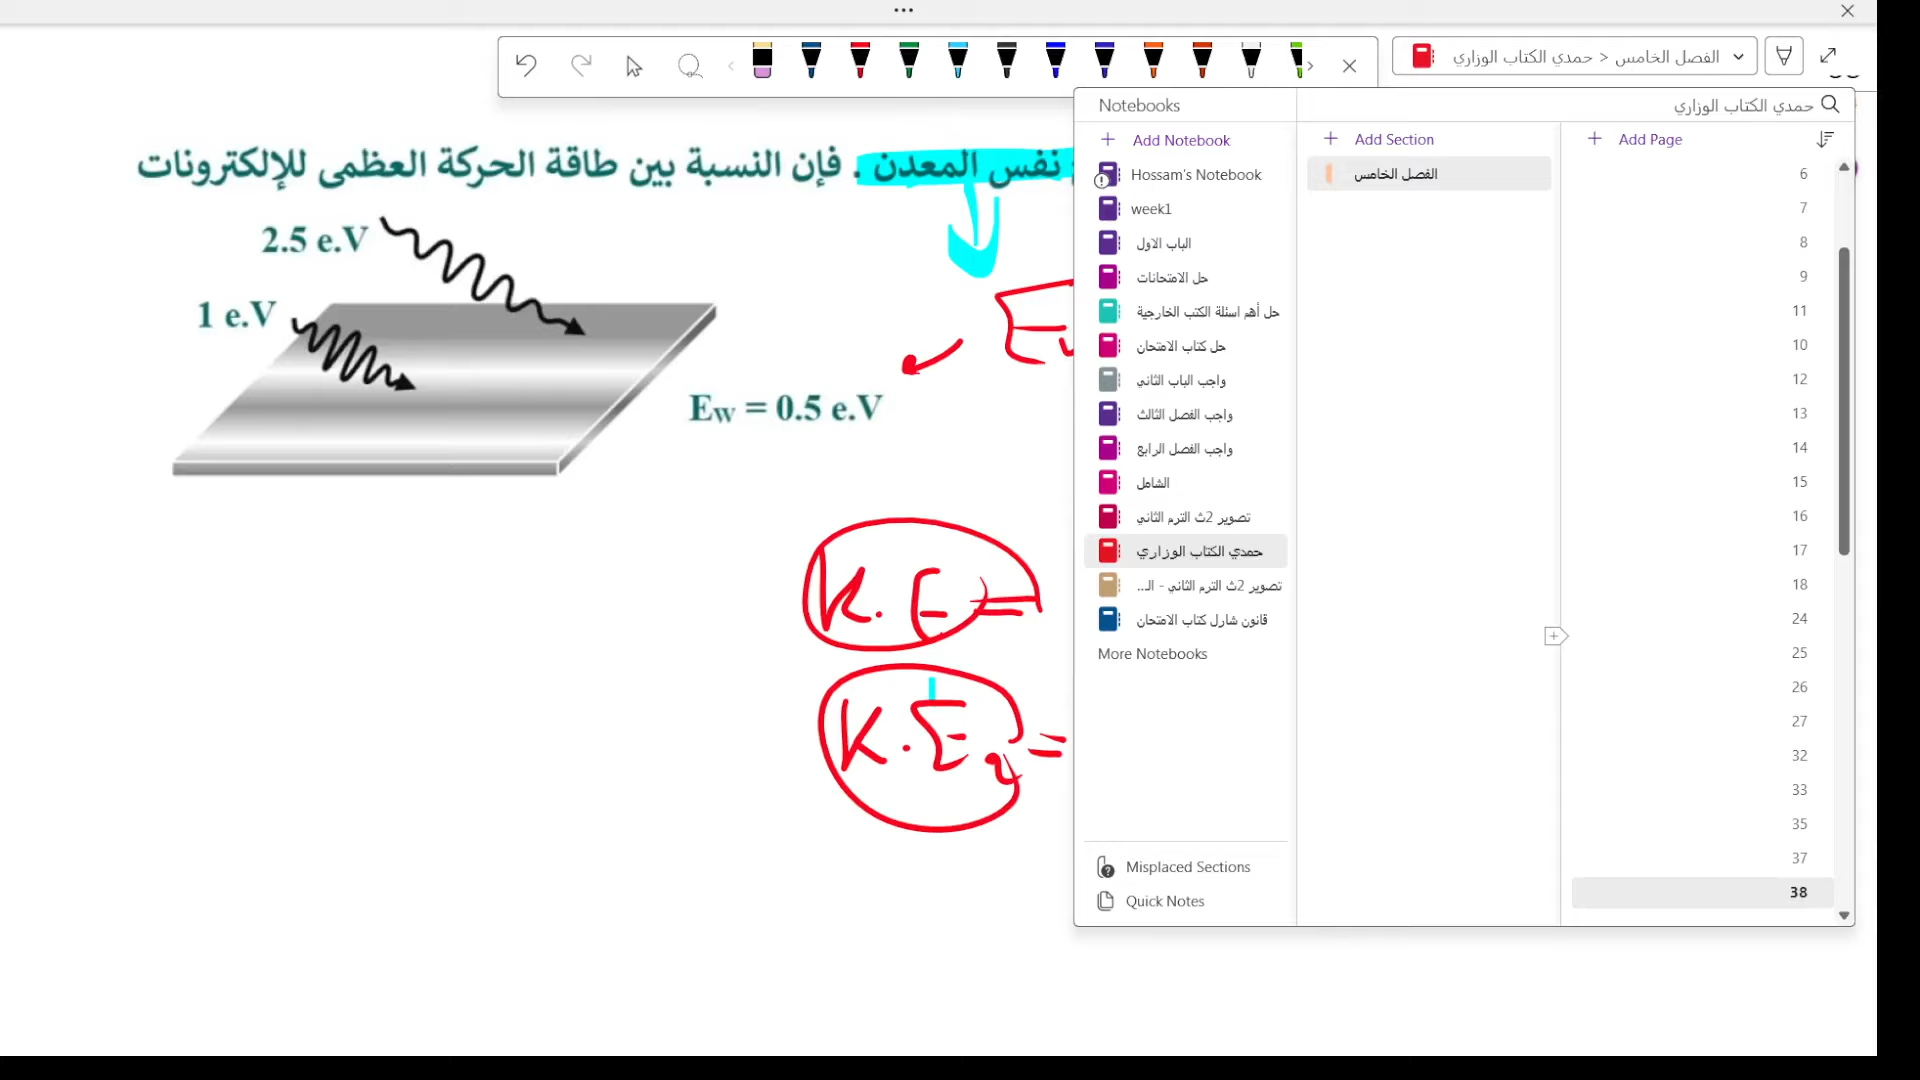 الفصل الخامس < حمدي الكتاب الوزاري
Notebooks
حمدي الكتاب الوزاري
Add Notebook
Add Section
Add Page
نفس المعدن . فإن النسبة بين طاقة الحركة العظمى للإلكترونات
2.5 e.V
1 e.V
E_W = 0.5 e.V
K.E =
K.E₂ =
Hossam's Notebook
week1
الباب الاول
حل الامتحانات
حل أهم اسئلة الكتب الخارجية
حل كتاب الامتحان
واجب الباب الثاني
واجب الفصل الثالث
واجب الفصل الرابع
الشامل
تصوير 2ث الترم الثاني
حمدي الكتاب الوزاري
تصوير 2ث الترم الثاني - الـ...
قانون شارل كتاب الامتحان
More Notebooks
Misplaced Sections
Quick Notes
الفصل الخامس
6
7
8
9
11
10
12
13
14
15
16
17
18
24
25
26
27
32
33
35
37
38